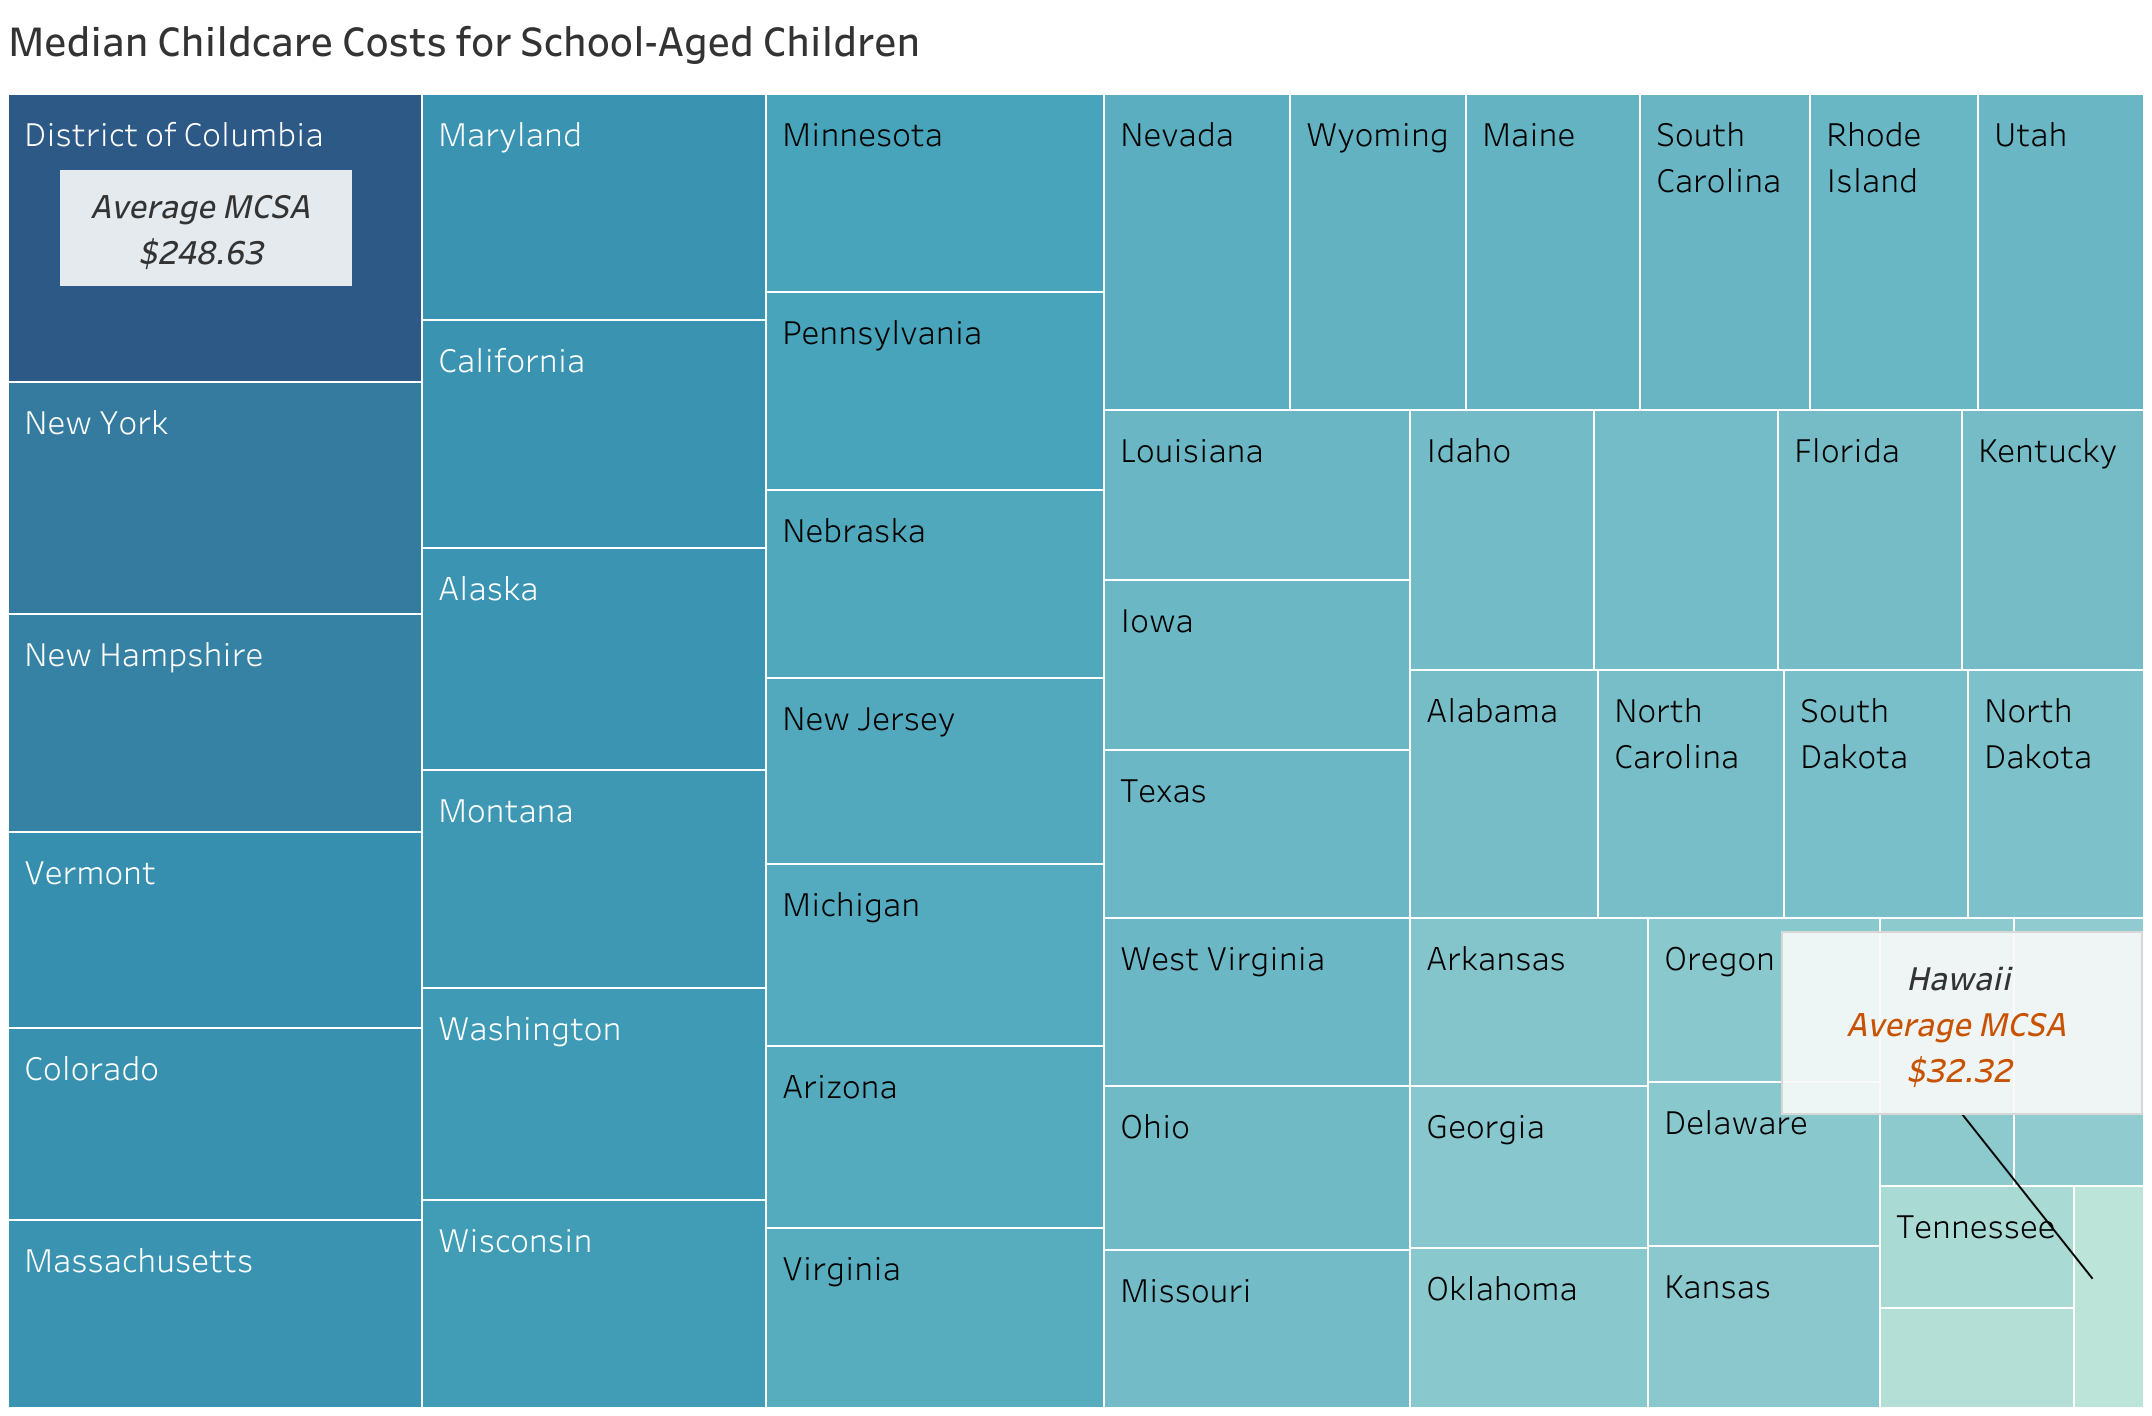 Median Childcare Costs for School-Aged Children
District of Columbia
Average MCSA
$248.63
New York
New Hampshire
Vermont
Colorado
Massachusetts
Maryland
California
Alaska
Montana
Washington
Wisconsin
Minnesota
Pennsylvania
Nebraska
New Jersey
Michigan
Arizona
Virginia
Nevada
Wyoming
Maine
South
Carolina
Rhode
Island
Utah
Louisiana
Iowa
Texas
West Virginia
Ohio
Missouri
Idaho
Florida
Kentucky
Alabama
North
Carolina
South
Dakota
North
Dakota
Arkansas
Georgia
Oklahoma
Oregon
Delaware
Kansas
Hawaii
Average MCSA
$32.32
Tennessee